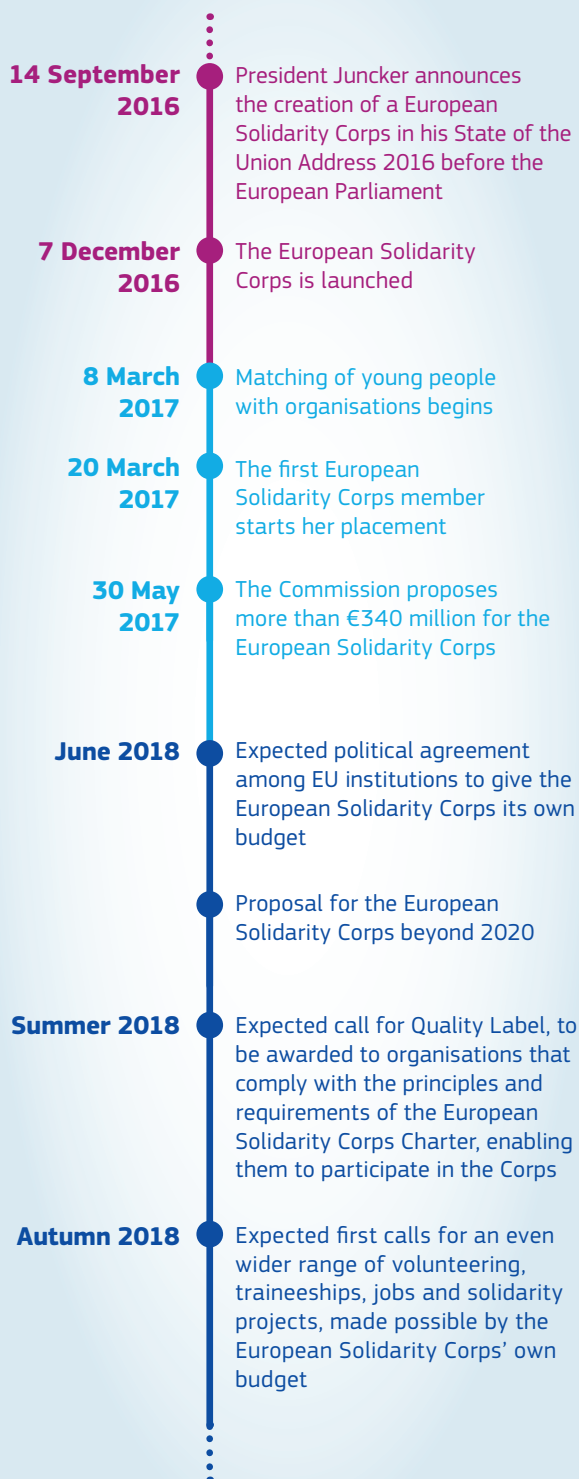 14 September
2016
President Juncker announces
the creation of a European
Solidarity Corps in his State of the
Union Address 2016 before the
European Parliament
7 December
2016
The European Solidarity
Corps is launched
8 March
2017
Matching of young people
with organisations begins
20 March
2017
The first European
Solidarity Corps member
starts her placement
30 May
2017
The Commission proposes
more than €340 million for the
European Solidarity Corps
June 2018
Expected political agreement
among EU institutions to give the
European Solidarity Corps its own
budget
Proposal for the European
Solidarity Corps beyond 2020
Summer 2018
Expected call for Quality Label, to
be awarded to organisations that
comply with the principles and
requirements of the European
Solidarity Corps Charter, enabling
them to participate in the Corps
Autumn 2018
Expected first calls for an even
wider range of volunteering,
traineeships, jobs and solidarity
projects, made possible by the
European Solidarity Corps’ own
budget